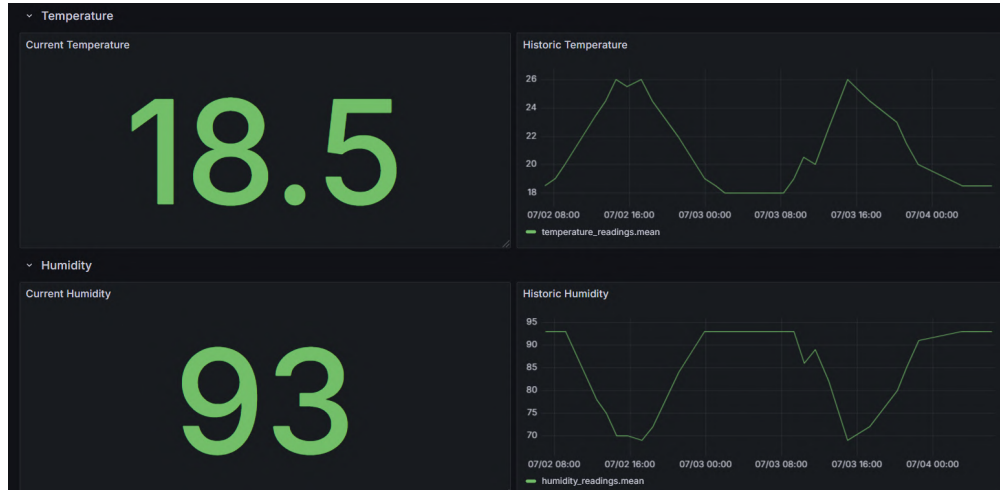 Temperature
Current Temperature
18.5
Historic Temperature
26
24
22
20
18
07/02 08:00 07/02 16:00 07/03 00:00 07/03 08:00 07/03 16:00 07/04 00:00
temperature_readings.mean
Humidity
Current Humidity
93
Historic Humidity
95
90
85
80
75
70
07/02 08:00 07/02 16:00 07/03 00:00 07/03 08:00 07/03 16:00 07/04 00:00
humidity_readings.mean